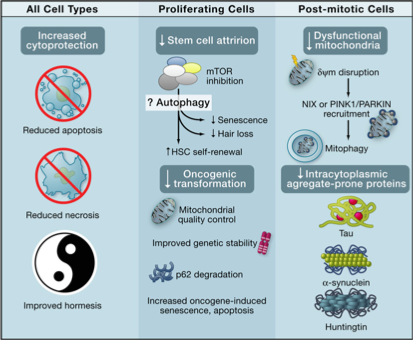 All Cell Types
Increased
cytoprotection
Reduced apoptosis
Reduced necrosis
Improved hormesis
Proliferating Cells
↓ Stem cell attrition
mTOR
inhibition
? Autophagy
↓ Senescence
↓ Hair loss
↑HSC self-renewal
↓ Oncogenic
transformation
Mitochondrial
quality control
Improved genetic stability
p62 degradation
Increased oncogene-induced
senescence, apoptosis
Post-mitotic Cells
↓ Dysfunctional
mitochondria
δψm disruption
NIX or PINK1/PARKIN
recruitment
Mitophagy
↓ Intracytoplasmic
agregate-prone proteins
Tau
α-synuclein
Huntingtin